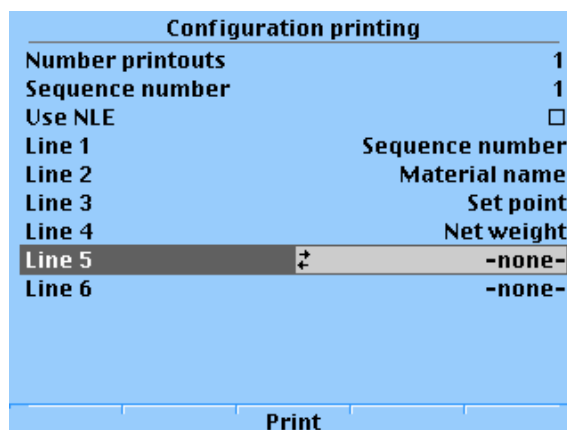 Configuration printing
Number printouts 1
Sequence number 1
Use NLE
Line 1 Sequence number
Line 2 Material name
Line 3 Set point
Line 4 Net weight
Line 5 -none-
Line 6 -none-
Print